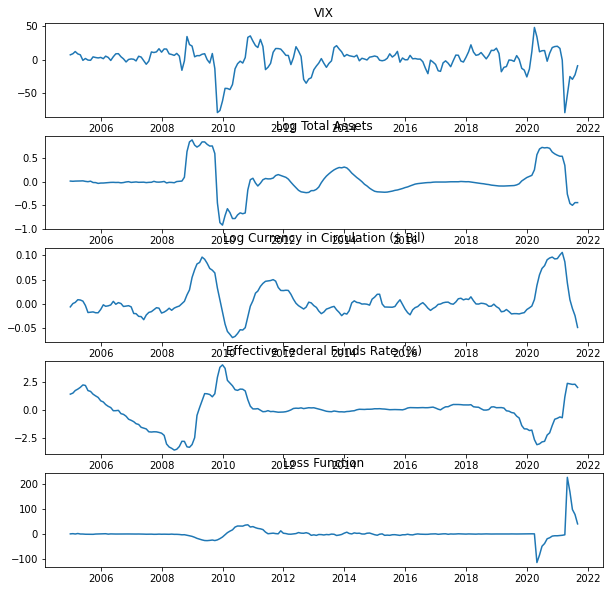 VIX
50
0
−50
2006 2008 2010 2012 2014 2016 2018 2020 2022
Log Total Assets
0.5
0.0
−0.5
−1.0
2006 2008 2010 2012 2014 2016 2018 2020 2022
Log Currency in Circulation ($ Bil)
0.10
0.05
0.00
−0.05
2006 2008 2010 2012 2014 2016 2018 2020 2022
Effective Federal Funds Rate (%)
2.5
0.0
−2.5
2006 2008 2010 2012 2014 2016 2018 2020 2022
Loss Function
200
100
0
−100
2006 2008 2010 2012 2014 2016 2018 2020 2022